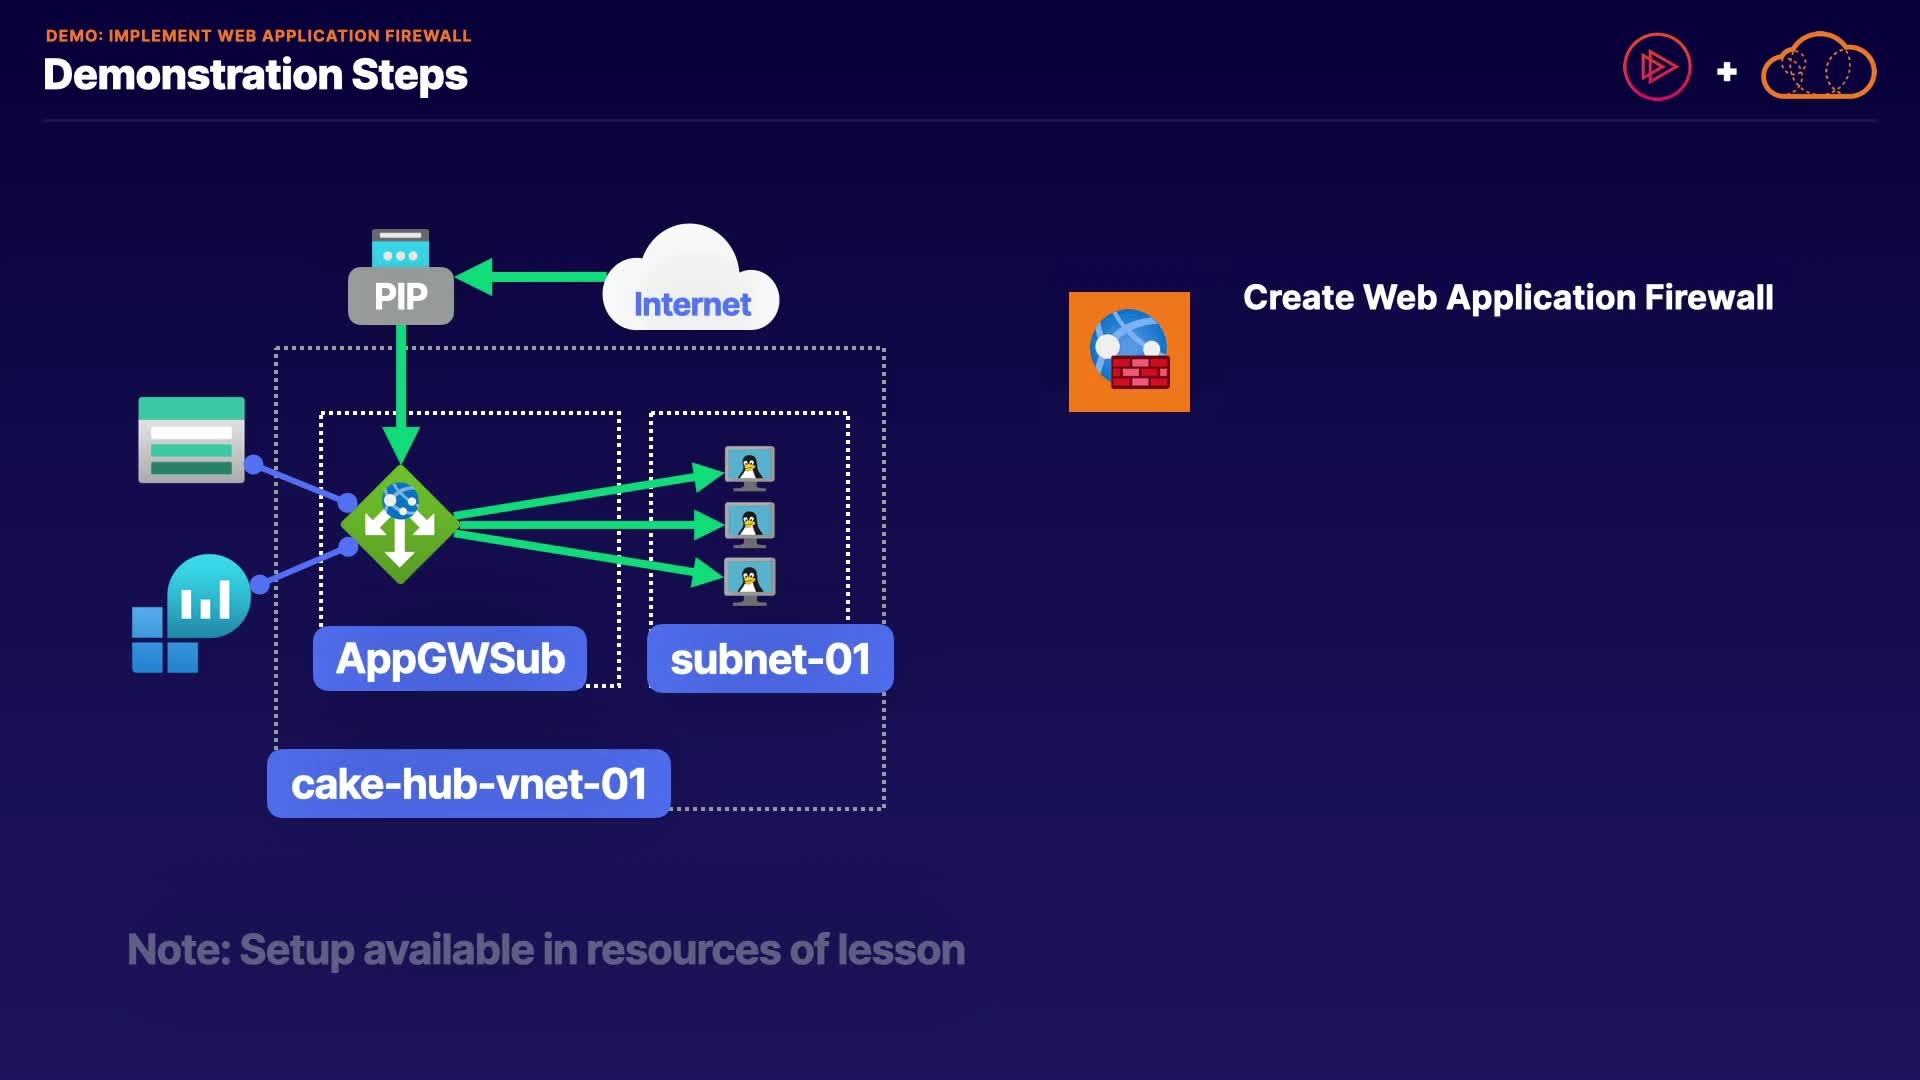 DEMO: IMPLEMENT WEB APPLICATION FIREWALL
Demonstration Steps
PIP
Internet
Create Web Application Firewall
AppGWSub
subnet-01
cake-hub-vnet-01
Note: Setup available in resources of lesson